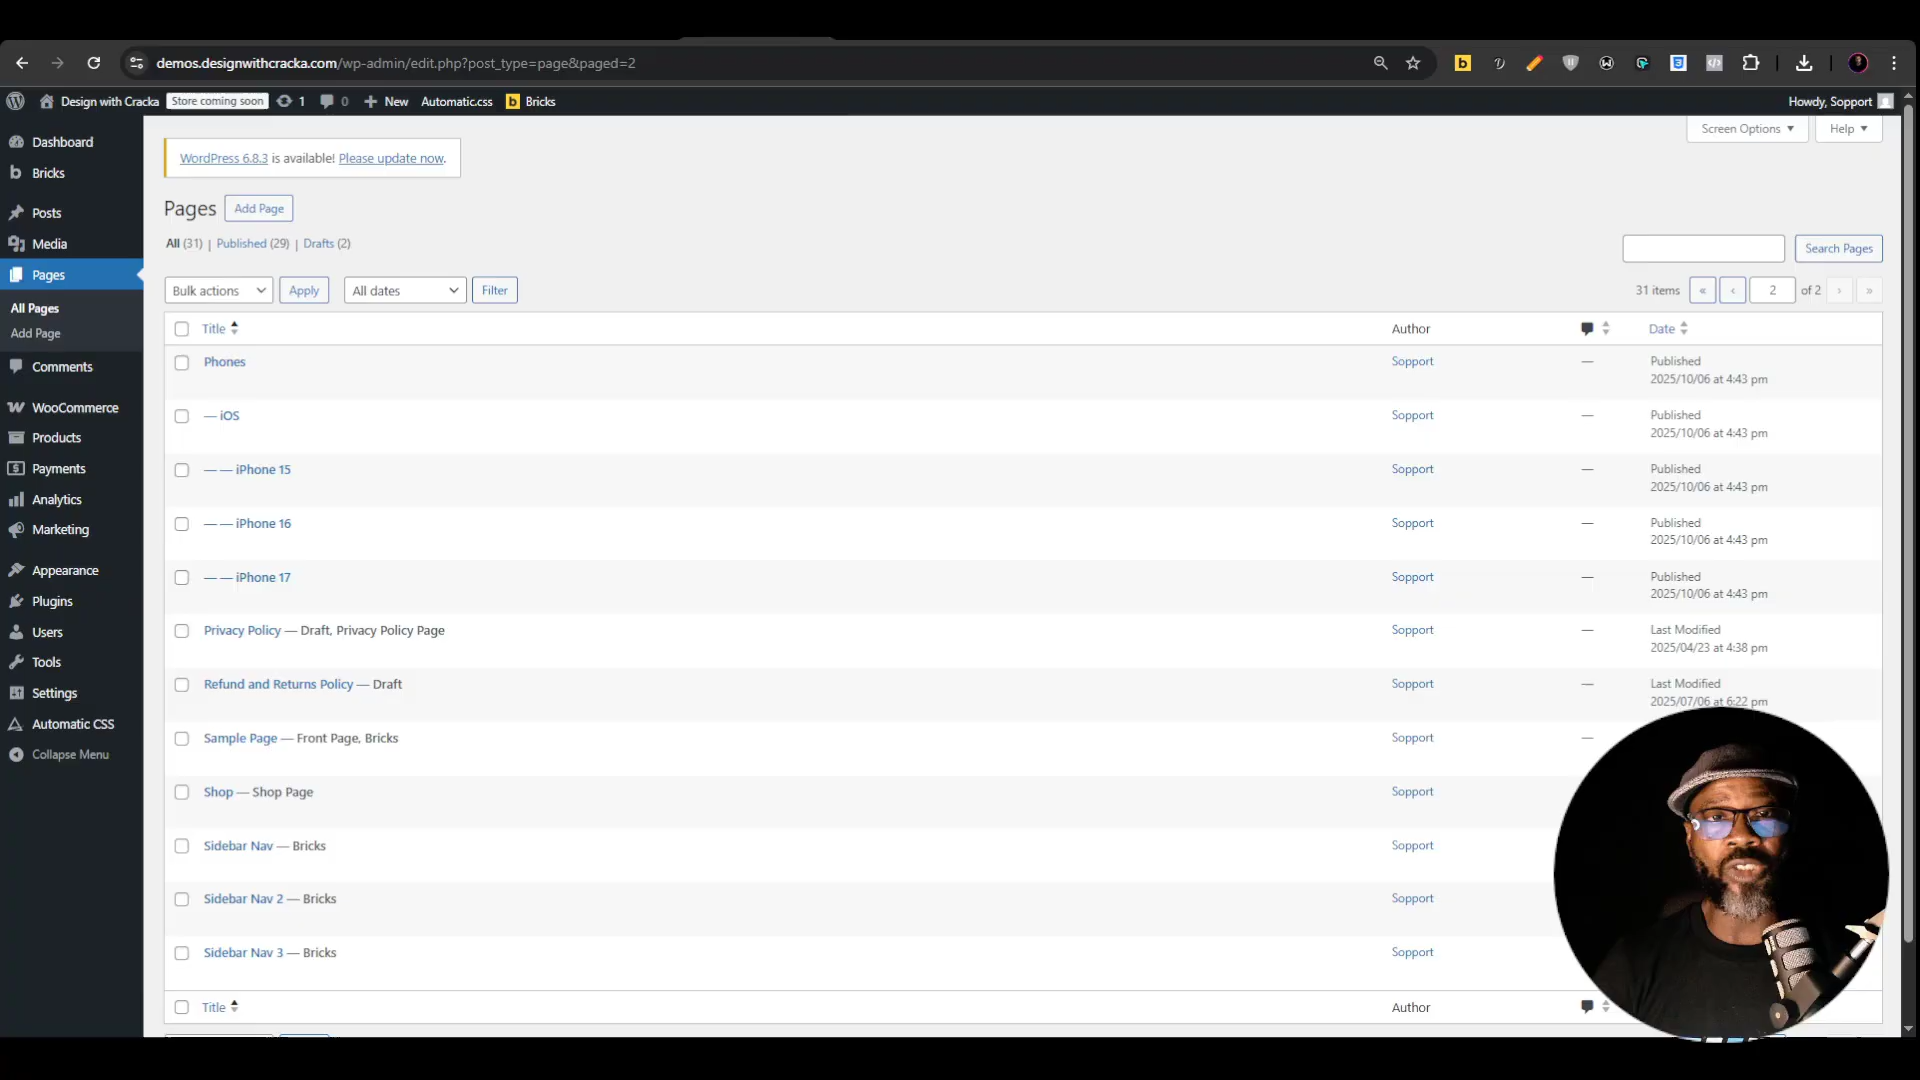 demos.designwithcracka.com/wp-admin/edit.php?post_type=page&paged=2
Design with Cracka Store coming soon 1 0 New Automatic.css Bricks Howdy, Sopport
Screen Options Help
Dashboard
Bricks
Posts
Media
Pages
All Pages
Add Page
Comments
WooCommerce
Products
Payments
Analytics
Marketing
Appearance
Plugins
Users
Tools
Settings
Automatic CSS
Collapse Menu
WordPress 6.8.3 is available! Please update now.
Pages Add Page
All (31) | Published (29) | Drafts (2)
Search Pages
Bulk actions Apply All dates Filter 31 items « ‹ 2 of 2 › »
Title Author Date
Phones Sopport — Published
2025/10/06 at 4:43 pm
— iOS Sopport — Published
2025/10/06 at 4:43 pm
— — iPhone 15 Sopport — Published
2025/10/06 at 4:43 pm
— — iPhone 16 Sopport — Published
2025/10/06 at 4:43 pm
— — iPhone 17 Sopport — Published
2025/10/06 at 4:43 pm
Privacy Policy — Draft, Privacy Policy Page Sopport — Last Modified
2025/04/23 at 4:38 pm
Refund and Returns Policy — Draft Sopport — Last Modified
2025/07/06 at 6:22 pm
Sample Page — Front Page, Bricks Sopport —
Shop — Shop Page Sopport
Sidebar Nav — Bricks Sopport
Sidebar Nav 2 — Bricks Sopport
Sidebar Nav 3 — Bricks Sopport
Title Author